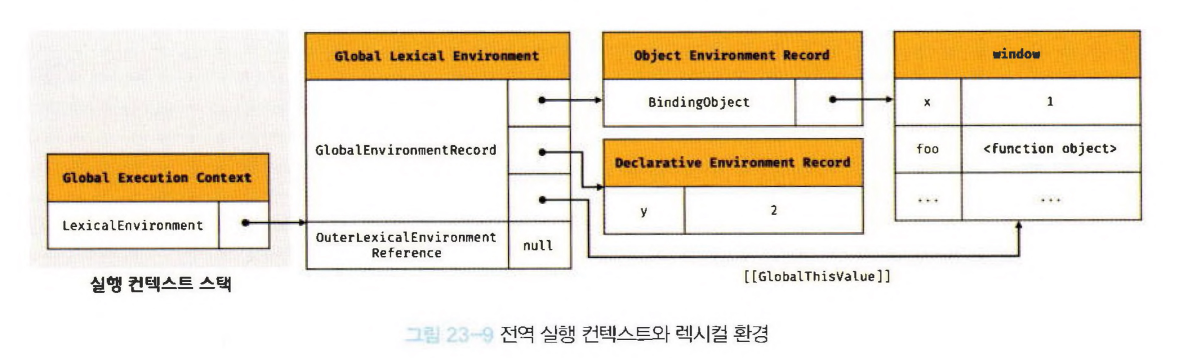 Global Execution Context
LexicalEnvironment
실행 컨텍스트 스택
Global Lexical Environment
GlobalEnvironmentRecord
OuterLexicalEnvironment
Reference
null
Object Environment Record
BindingObject
Declarative Environment Record
y 2
window
x 1
foo <function object>
... ...
[[GlobalThisValue]]
그림 23-9 전역 실행 컨텍스트와 렉시컬 환경